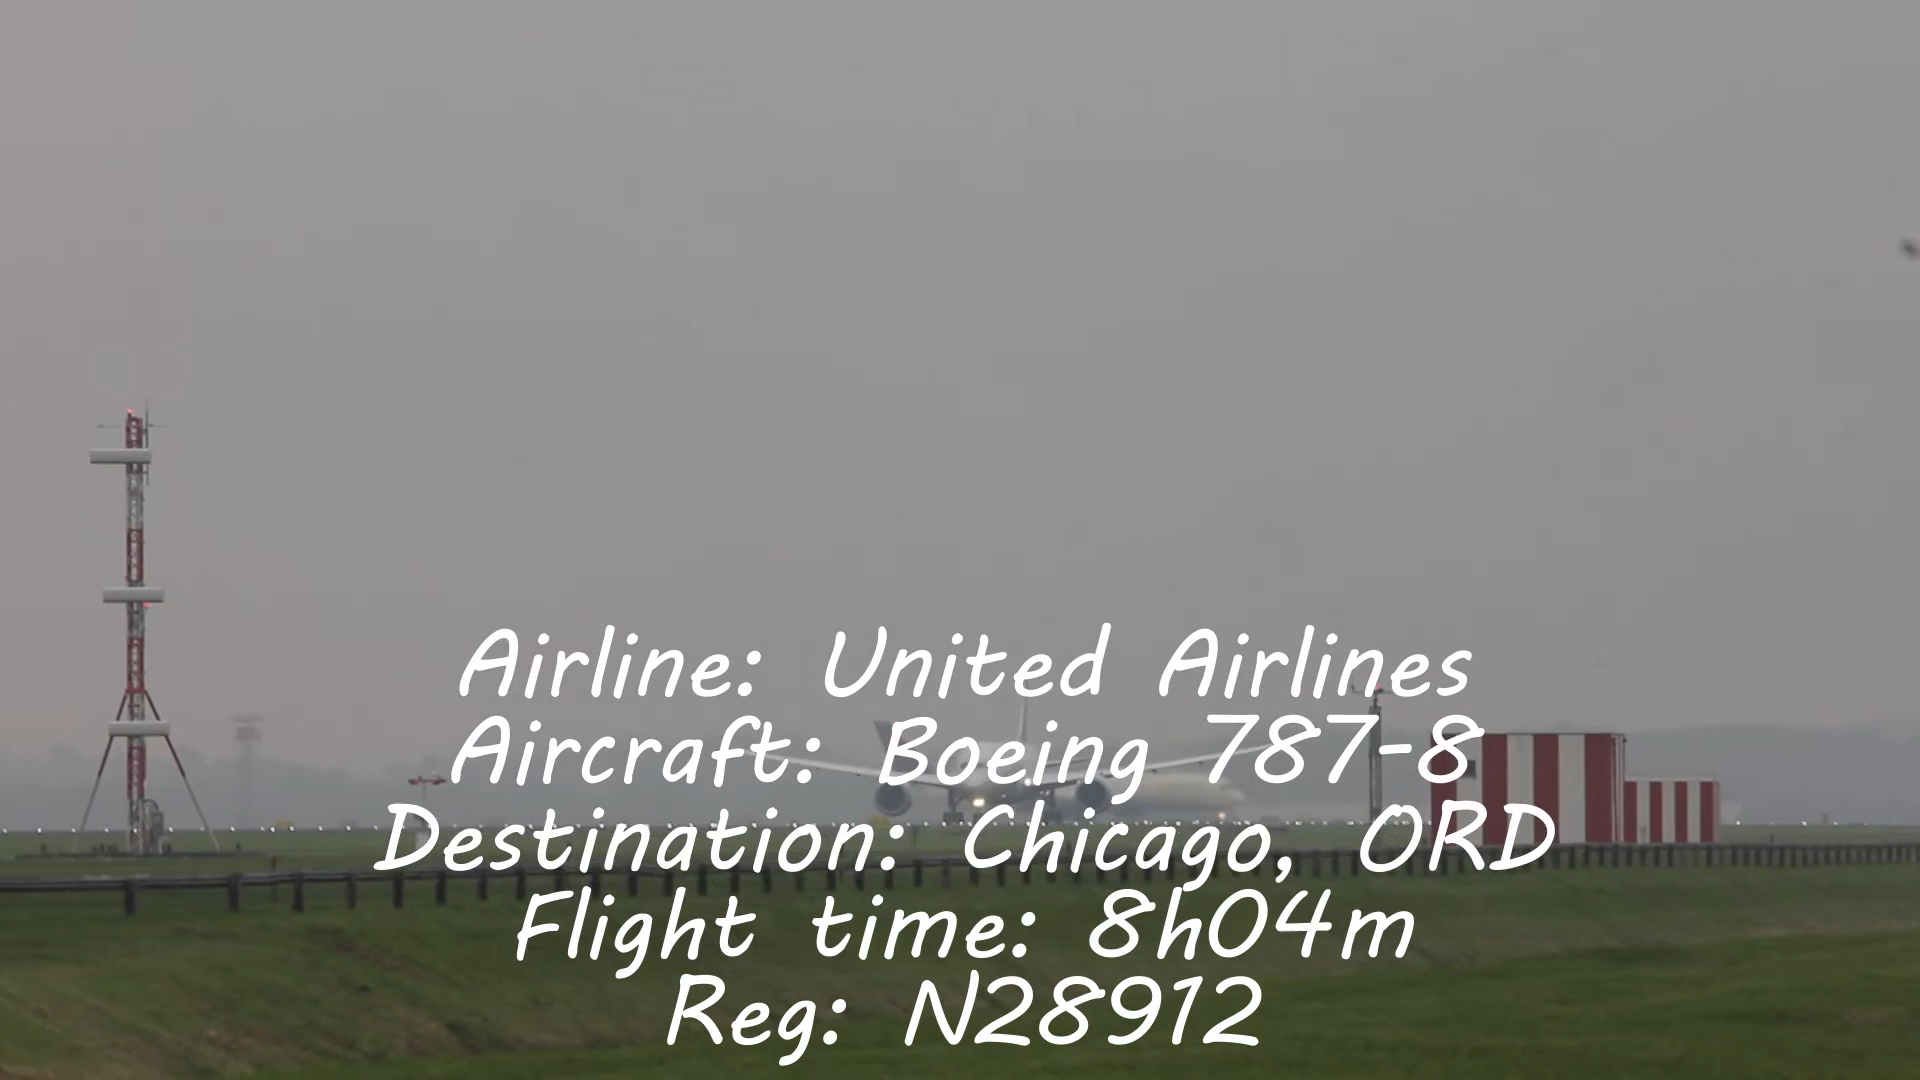 Airline: United Airlines
Aircraft: Boeing 787-8
Destination: Chicago, ORD
Flight time: 8h04m
Reg: N28912